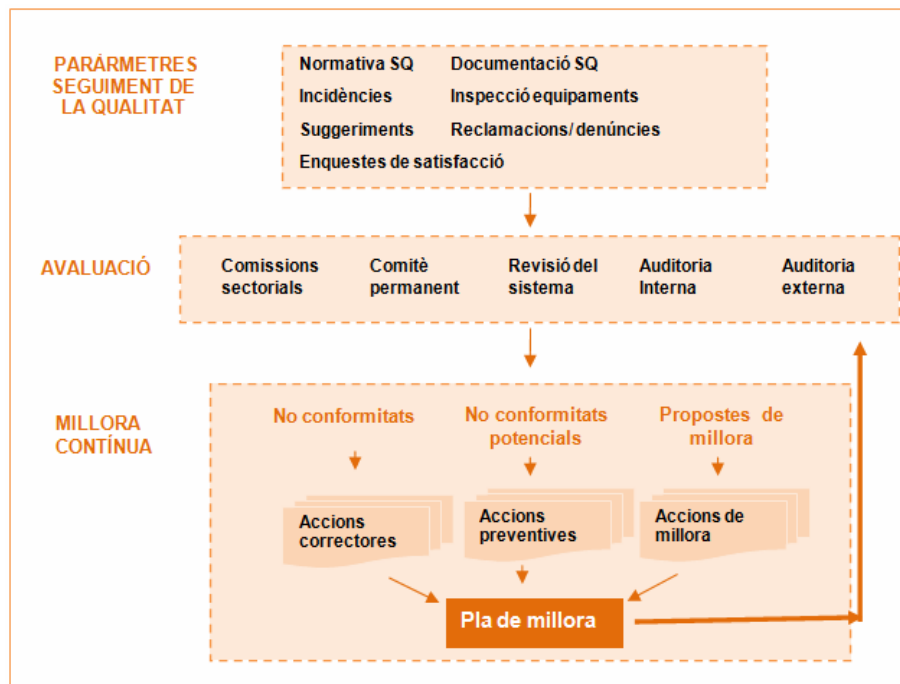 PARÀRMETRES
SEGUIMENT DE
LA QUALITAT
Normativa SQ Documentació SQ
Incidències Inspecció equipaments
Suggeriments Reclamacions/ denúncies
Enquestes de satisfacció
AVALUACIÓ
Comissions
sectorials
Comitè
permanent
Revisió del
sistema
Auditoria
Interna
Auditoria
externa
MILLORA
CONTÍNUA
No conformitats
No conformitats
potencials
Propostes de
millora
Accions
correctores
Accions
preventives
Accions de
millora
Pla de millora